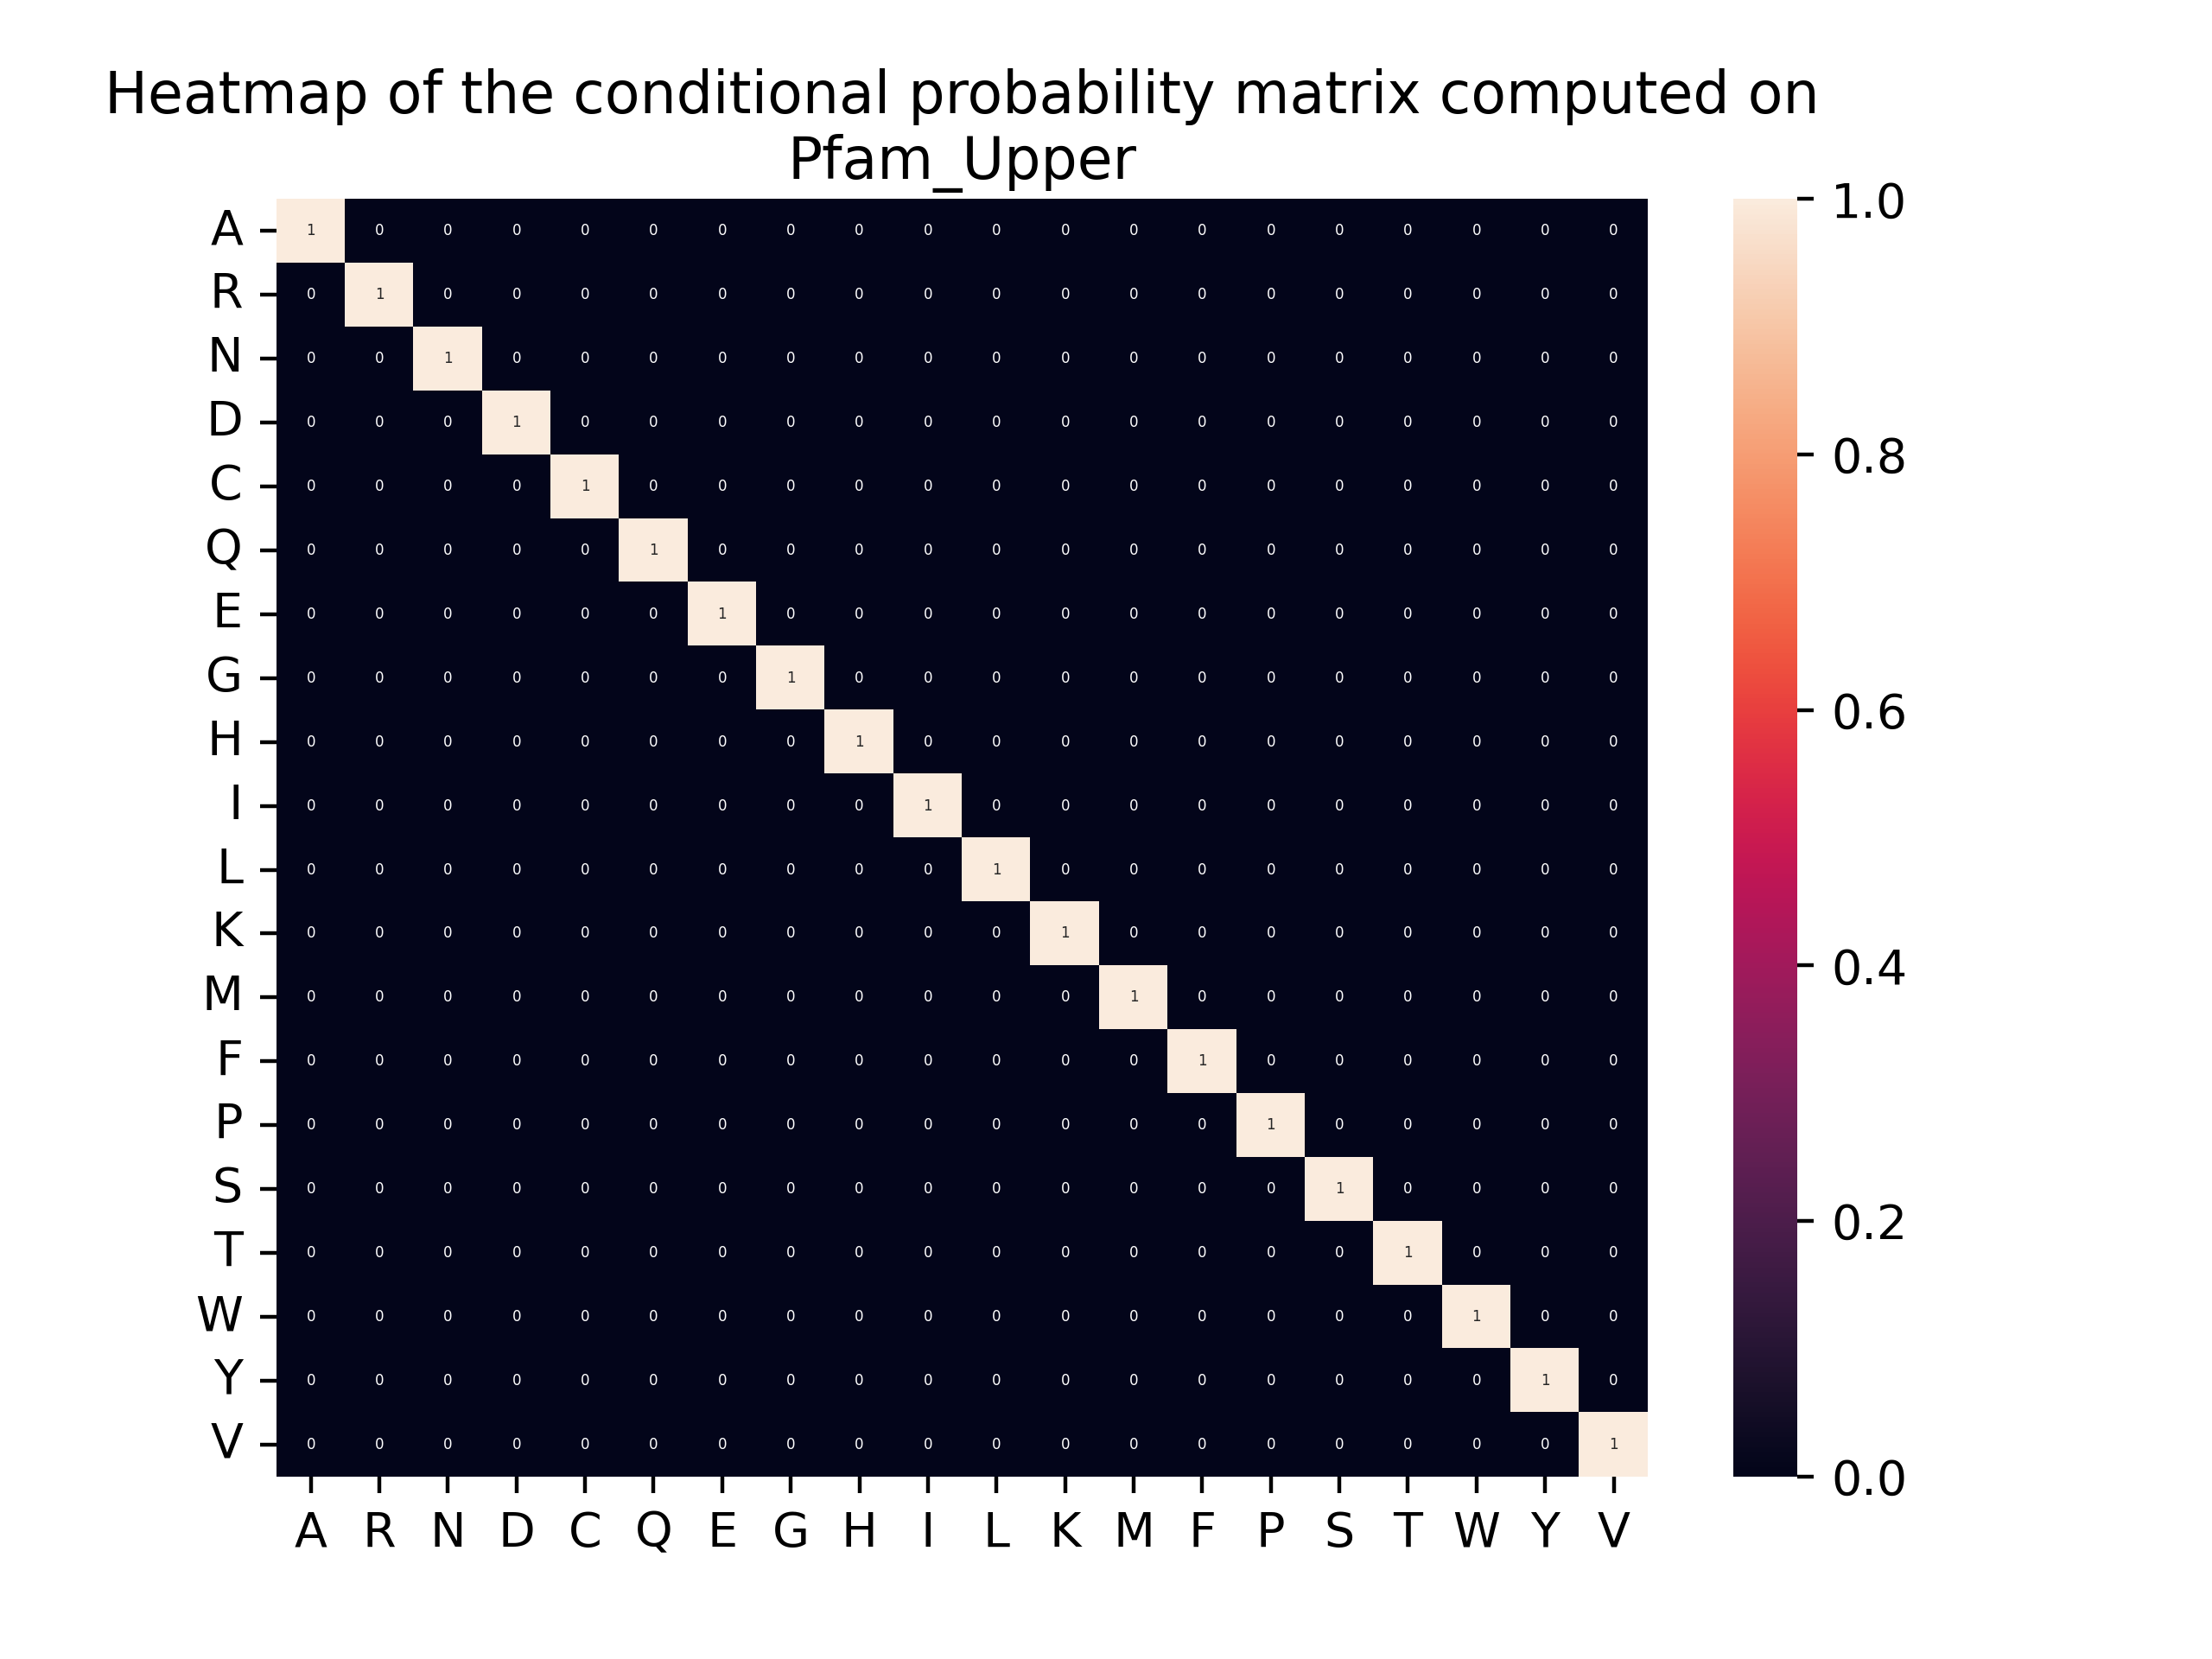 Heatmap of the conditional probability matrix computed on
Pfam_Upper
A 1 0 0 0 0 0 0 0 0 0 0 0 0 0 0 0 0 0 0 0
R 0 1 0 0 0 0 0 0 0 0 0 0 0 0 0 0 0 0 0 0
N 0 0 1 0 0 0 0 0 0 0 0 0 0 0 0 0 0 0 0 0
D 0 0 0 1 0 0 0 0 0 0 0 0 0 0 0 0 0 0 0 0
C 0 0 0 0 1 0 0 0 0 0 0 0 0 0 0 0 0 0 0 0
Q 0 0 0 0 0 1 0 0 0 0 0 0 0 0 0 0 0 0 0 0
E 0 0 0 0 0 0 1 0 0 0 0 0 0 0 0 0 0 0 0 0
G 0 0 0 0 0 0 0 1 0 0 0 0 0 0 0 0 0 0 0 0
H 0 0 0 0 0 0 0 0 1 0 0 0 0 0 0 0 0 0 0 0
I 0 0 0 0 0 0 0 0 0 1 0 0 0 0 0 0 0 0 0 0
L 0 0 0 0 0 0 0 0 0 0 1 0 0 0 0 0 0 0 0 0
K 0 0 0 0 0 0 0 0 0 0 0 1 0 0 0 0 0 0 0 0
M 0 0 0 0 0 0 0 0 0 0 0 0 1 0 0 0 0 0 0 0
F 0 0 0 0 0 0 0 0 0 0 0 0 0 1 0 0 0 0 0 0
P 0 0 0 0 0 0 0 0 0 0 0 0 0 0 1 0 0 0 0 0
S 0 0 0 0 0 0 0 0 0 0 0 0 0 0 0 1 0 0 0 0
T 0 0 0 0 0 0 0 0 0 0 0 0 0 0 0 0 1 0 0 0
W 0 0 0 0 0 0 0 0 0 0 0 0 0 0 0 0 0 1 0 0
Y 0 0 0 0 0 0 0 0 0 0 0 0 0 0 0 0 0 0 1 0
V 0 0 0 0 0 0 0 0 0 0 0 0 0 0 0 0 0 0 0 1
A R N D C Q E G H I L K M F P S T W Y V
1.0
0.8
0.6
0.4
0.2
0.0